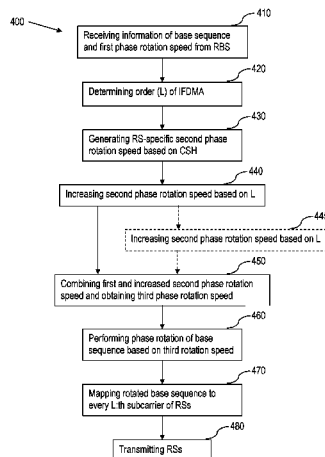 400
410
Receiving information of base sequence
and first phase rotation speed from RBS
420
Determining order (L) of IFDMA
430
Generating RS-specific second phase
rotation speed based on CSH
440
Increasing second phase rotation speed based on L
445
Increasing second phase rotation speed based on L
450
Combining first and increased second phase rotation
speed and obtaining third phase rotation speed
460
Performing phase rotation of base
sequence based on third rotation speed
470
Mapping rotated base sequence to
every L:th subcarrier of RSs
480
Transmitting RSs